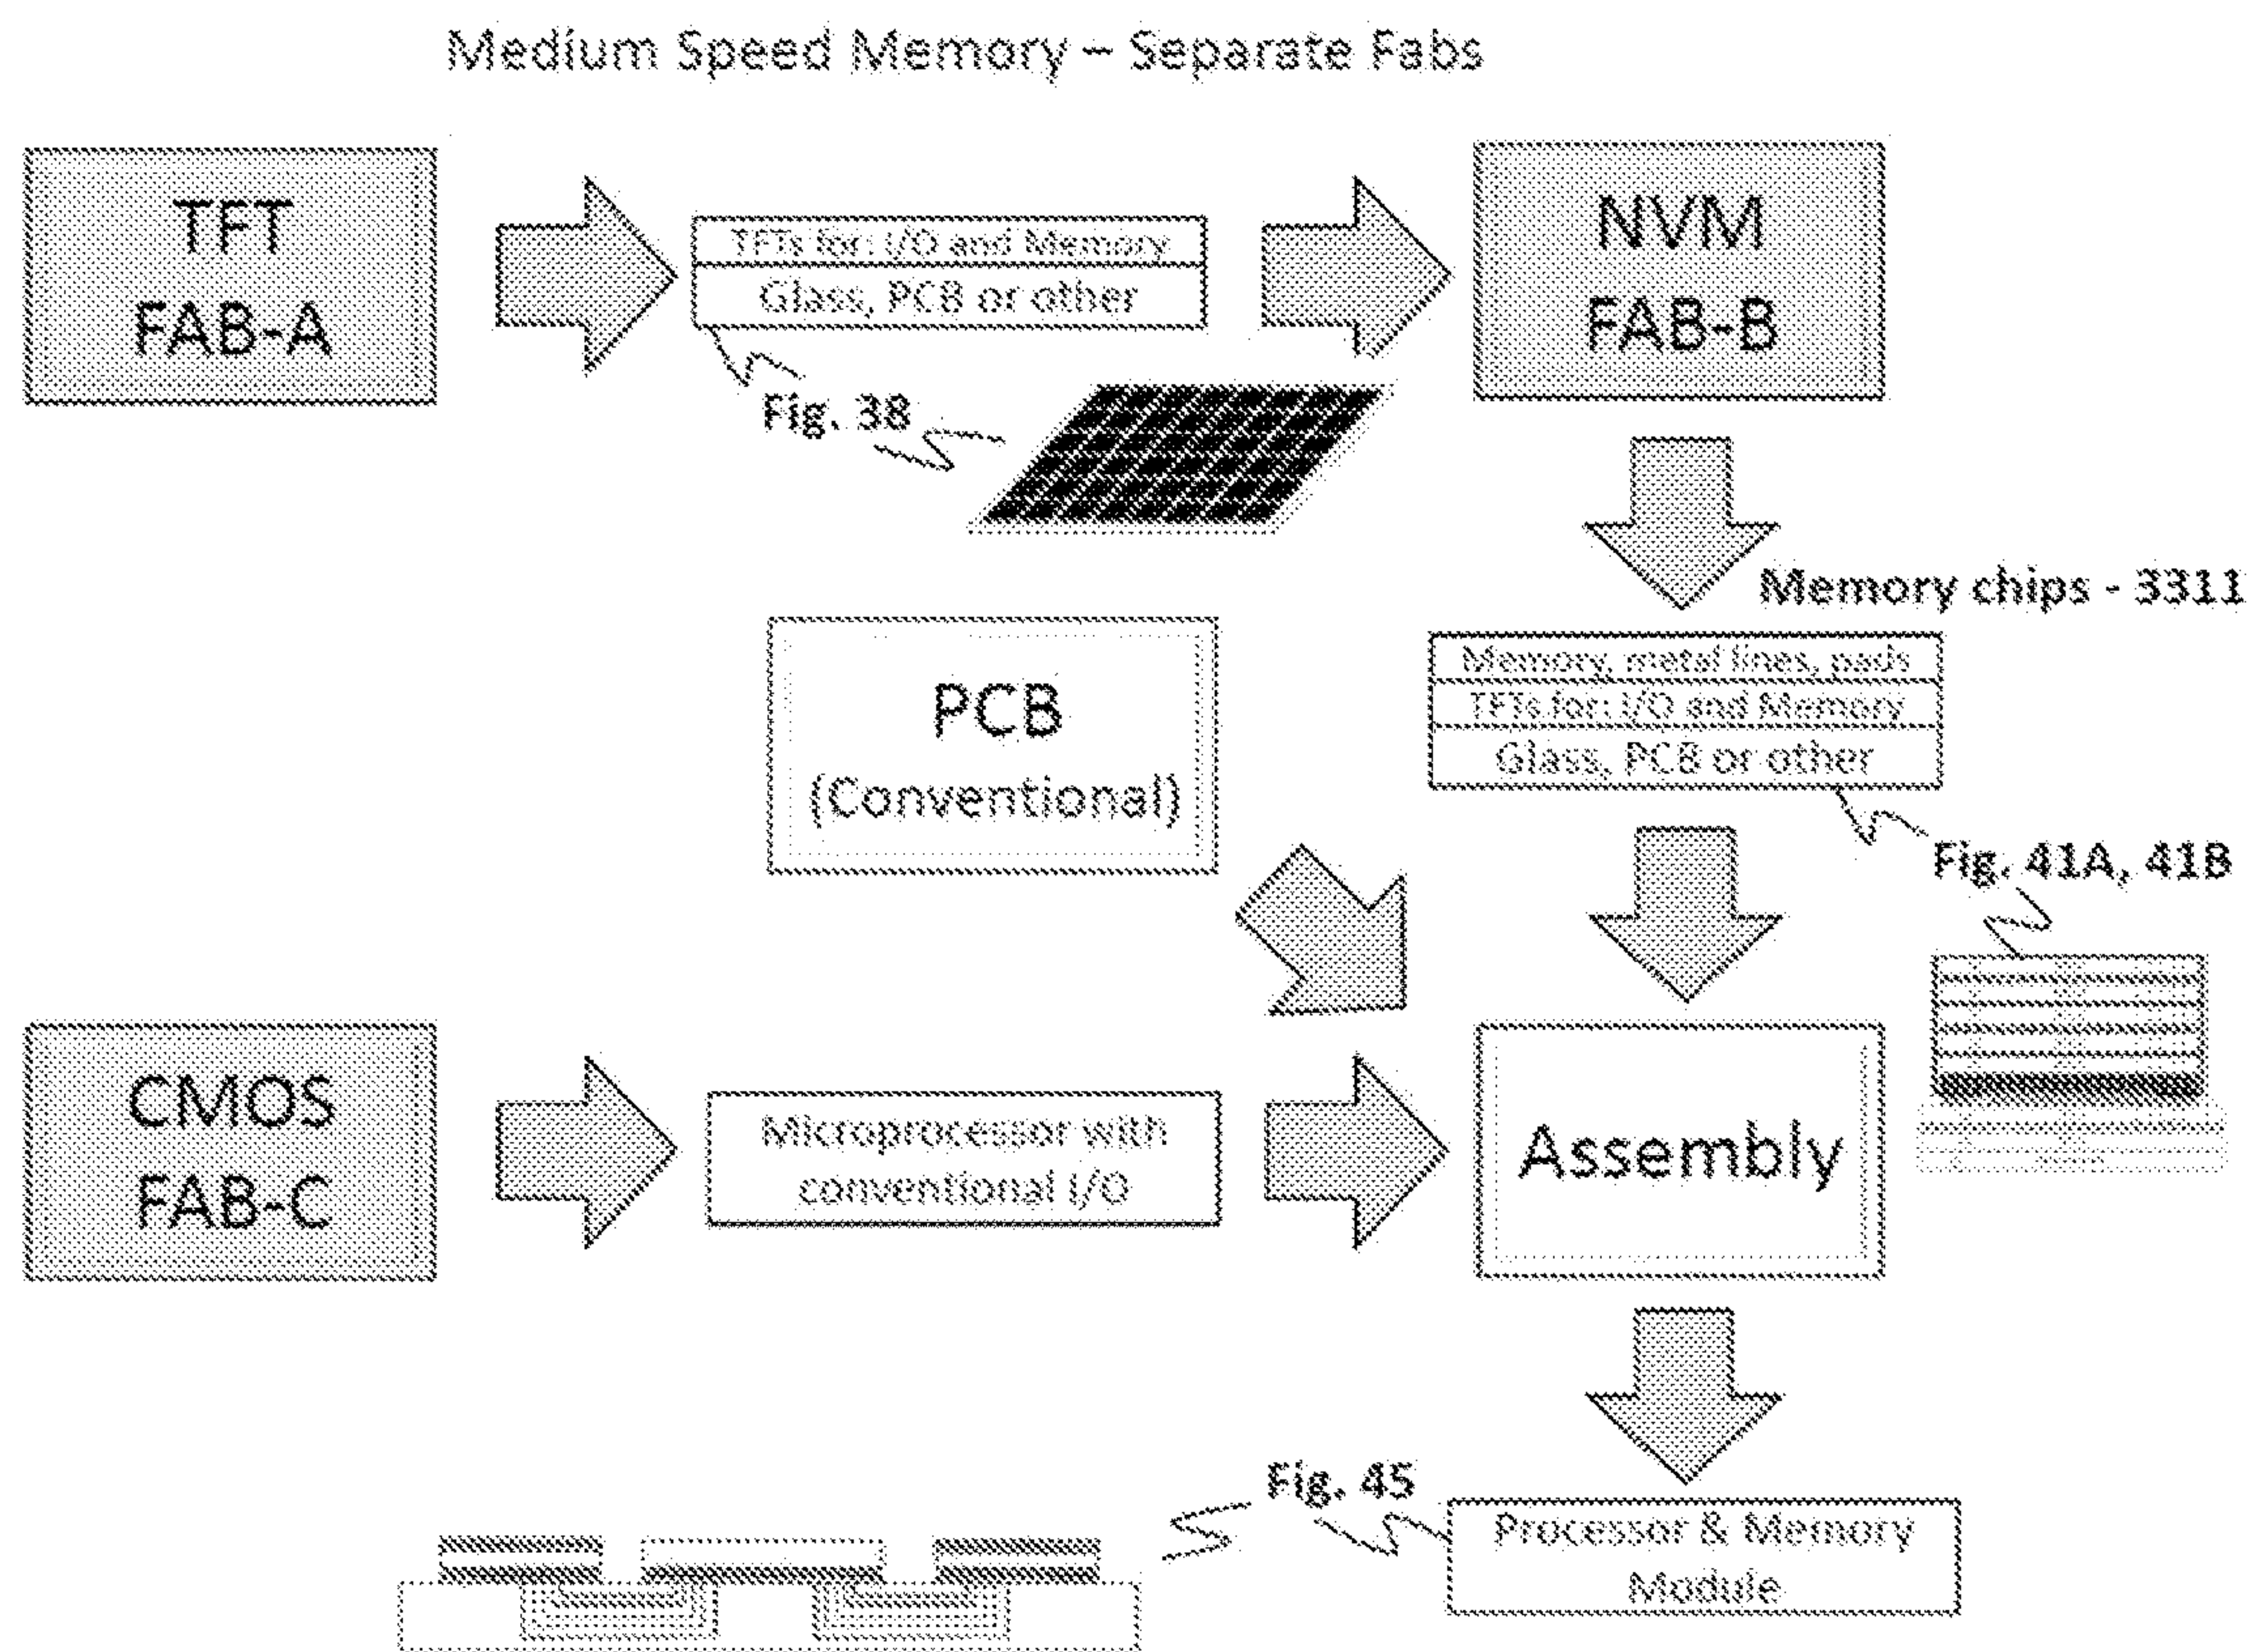 Medium Speed Memory – Separate Fabs
TFT
FAB-A
TFTs for: I/O and Memory
Glass, PCB or other
NVM
FAB-B
Fig. 38
Memory chips - 3311
PCB
(Conventional)
Memory, metal lines, pads
TFTs for: I/O and Memory
Glass, PCB or other
Fig. 41A, 41B
CMOS
FAB-C
Microprocessor with
conventional I/O
Assembly
Fig. 45
Processor & Memory
Module